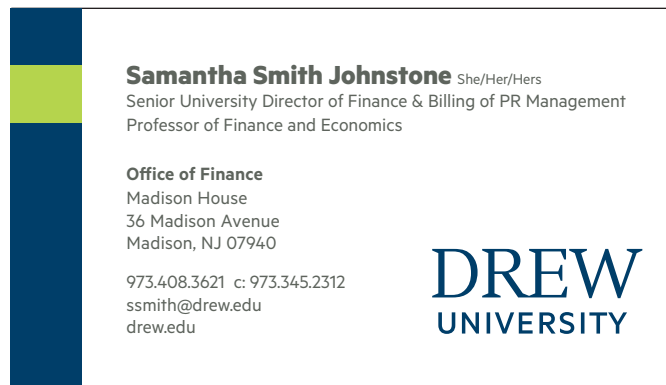 Samantha Smith Johnstone She/Her/Hers
Senior University Director of Finance & Billing of PR Management
Professor of Finance and Economics
Office of Finance
Madison House
36 Madison Avenue
Madison, NJ 07940
973.408.3621 c: 973.345.2312
ssmith@drew.edu
drew.edu
DREW
UNIVERSITY